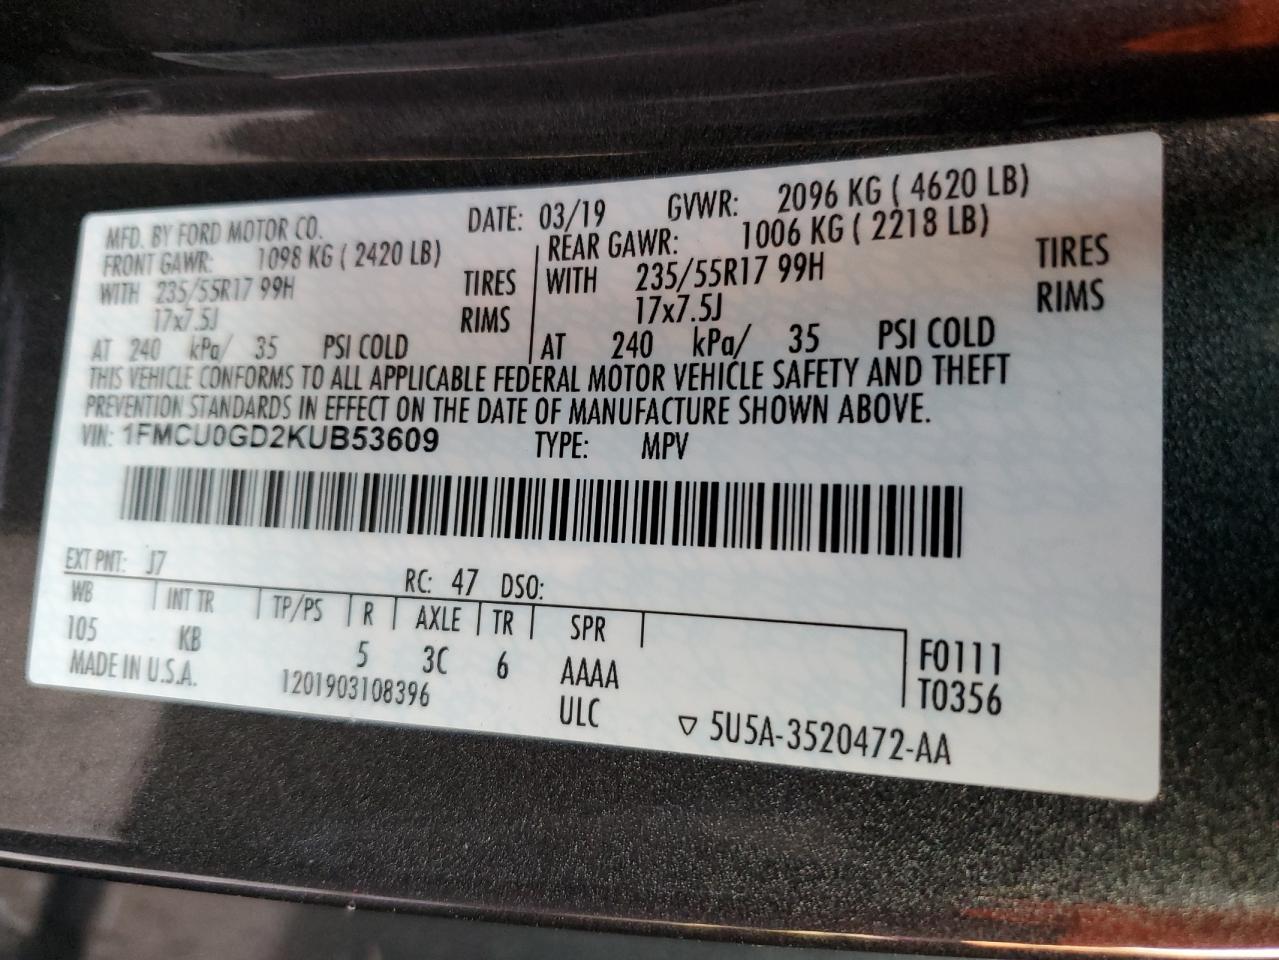 MFD. BY FORD MOTOR CO. DATE: 03/19 GVWR: 2096 KG ( 4620 LB)
FRONT GAWR: 1098 KG ( 2420 LB) REAR GAWR: 1006 KG ( 2218 LB)
WITH 235/55R17 99H TIRES WITH 235/55R17 99H TIRES
17x7.5J RIMS 17x7.5J RIMS
AT 240 kPa/ 35 PSI COLD AT 240 kPa/ 35 PSI COLD
THIS VEHICLE CONFORMS TO ALL APPLICABLE FEDERAL MOTOR VEHICLE SAFETY AND THEFT
PREVENTION STANDARDS IN EFFECT ON THE DATE OF MANUFACTURE SHOWN ABOVE.
VIN: 1FMCU0GD2KUB53609 TYPE: MPV
EXT PNT: J7 RC: 47 DSO:
WB INT TR TP/PS R AXLE TR SPR
105 KB 5 3C 6 AAAA F0111
MADE IN U.S.A. 1201903108396 ULC T0356
▽ 5U5A-3520472-AA